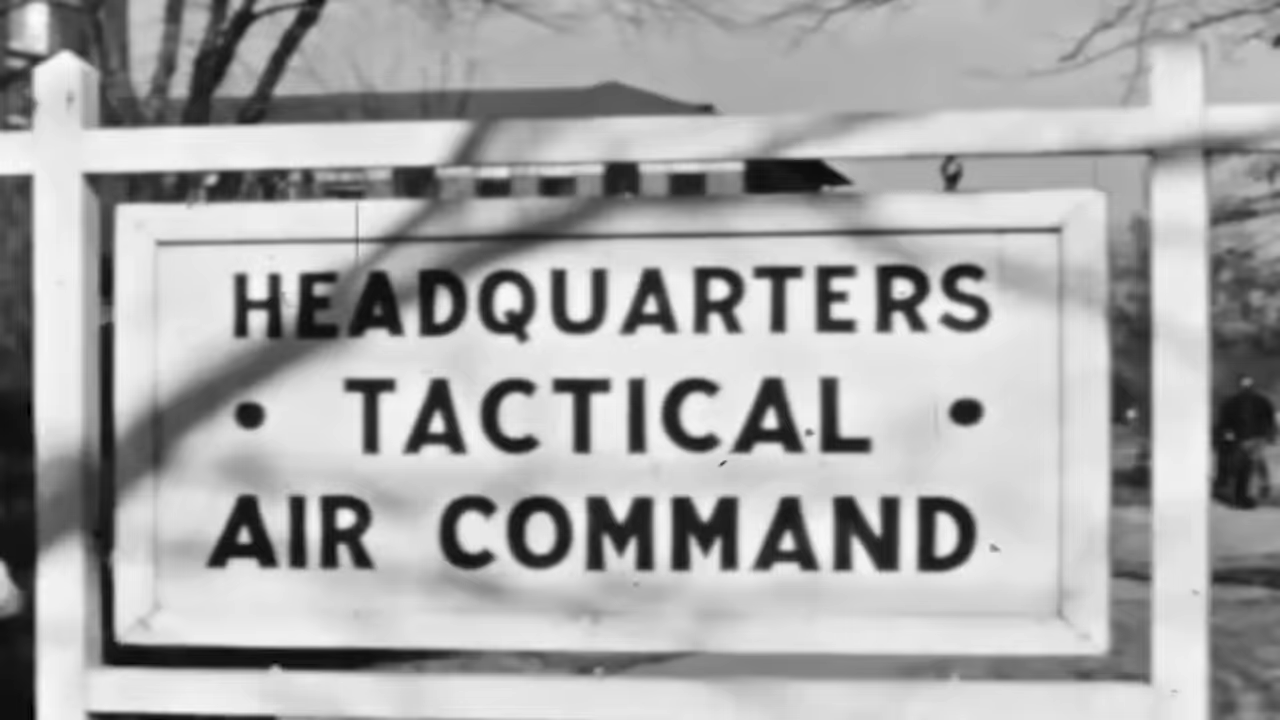 HEADQUARTERS
• TACTICAL •
AIR COMMAND